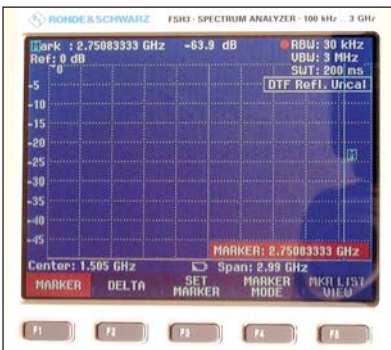 ROHDE&SCHWARZ FSH3 - SPECTRUM ANALYZER - 100 kHz ... 3 GHz
Mark : 2.75083333 GHz -63.9 dB RBW: 30 kHz
Ref: 0 dB VBW: 3 MHz
SWT: 200 ms
0
DTF Refl. Uncal
-5
-10
-15
-20
-25
M
-30
-35
-40
-45
MARKER: 2.75083333 GHz
Center: 1.505 GHz Span: 2.99 GHz
MARKER DELTA SET MARKER MARKER MODE MKR LIST VIEW
F1 F2 F3 F4 F5